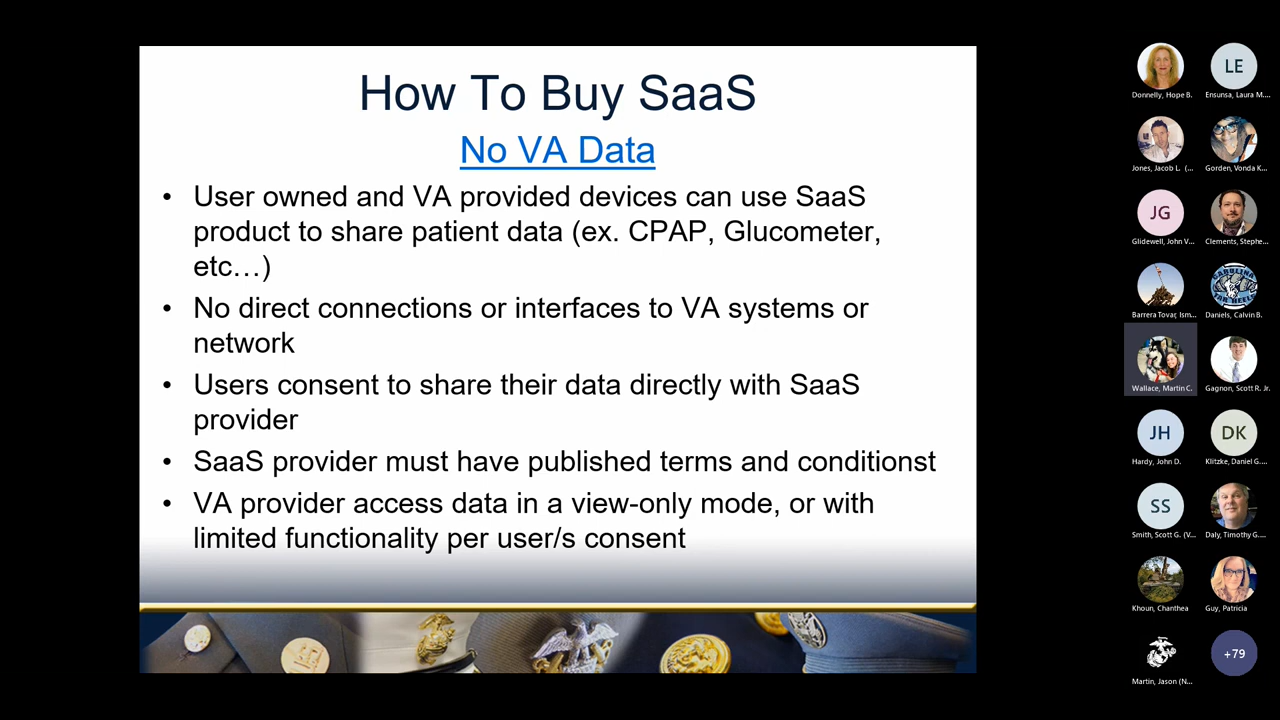 How To Buy SaaS
No VA Data
• User owned and VA provided devices can use SaaS
product to share patient data (ex. CPAP, Glucometer,
etc…)
• No direct connections or interfaces to VA systems or
network
• Users consent to share their data directly with SaaS
provider
• SaaS provider must have published terms and conditionst
• VA provider access data in a view-only mode, or with
limited functionality per user/s consent
Donnelly, Hope B.
LE
Ensunsa, Laura M....
Jones, Jacob L. (...
Gorden, Vonda K...
JG
Glidewell, John V...
Clements, Stephe...
Barrera Tovar, Ism...
CAROLINA
TAR HEELS
Daniels, Calvin B.
Wallace, Martin C.
Gagnon, Scott R. Jr.
JH
Hardy, John D.
DK
Klitzke, Daniel G....
SS
Smith, Scott G. (V...
Daly, Timothy G....
Khoun, Chanthea
Guy, Patricia
Martin, Jason (N...
+79